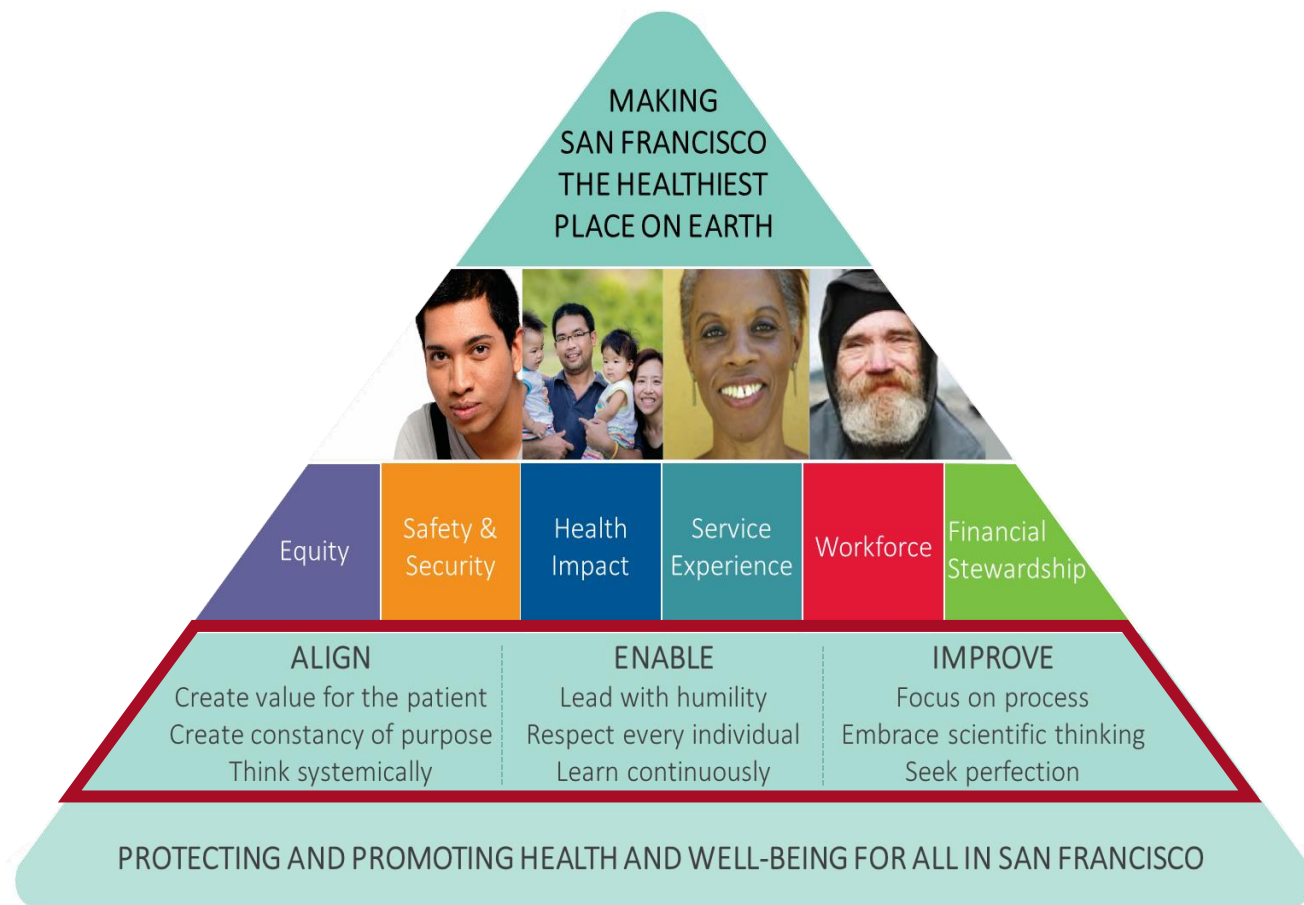 MAKING
SAN FRANCISCO
THE HEALTHIEST
PLACE ON EARTH
Equity
Safety &
Security
Health
Impact
Service
Experience
Workforce
Financial
Stewardship
ALIGN
Create value for the patient
Create constancy of purpose
Think systemically
ENABLE
Lead with humility
Respect every individual
Learn continuously
IMPROVE
Focus on process
Embrace scientific thinking
Seek perfection
PROTECTING AND PROMOTING HEALTH AND WELL-BEING FOR ALL IN SAN FRANCISCO